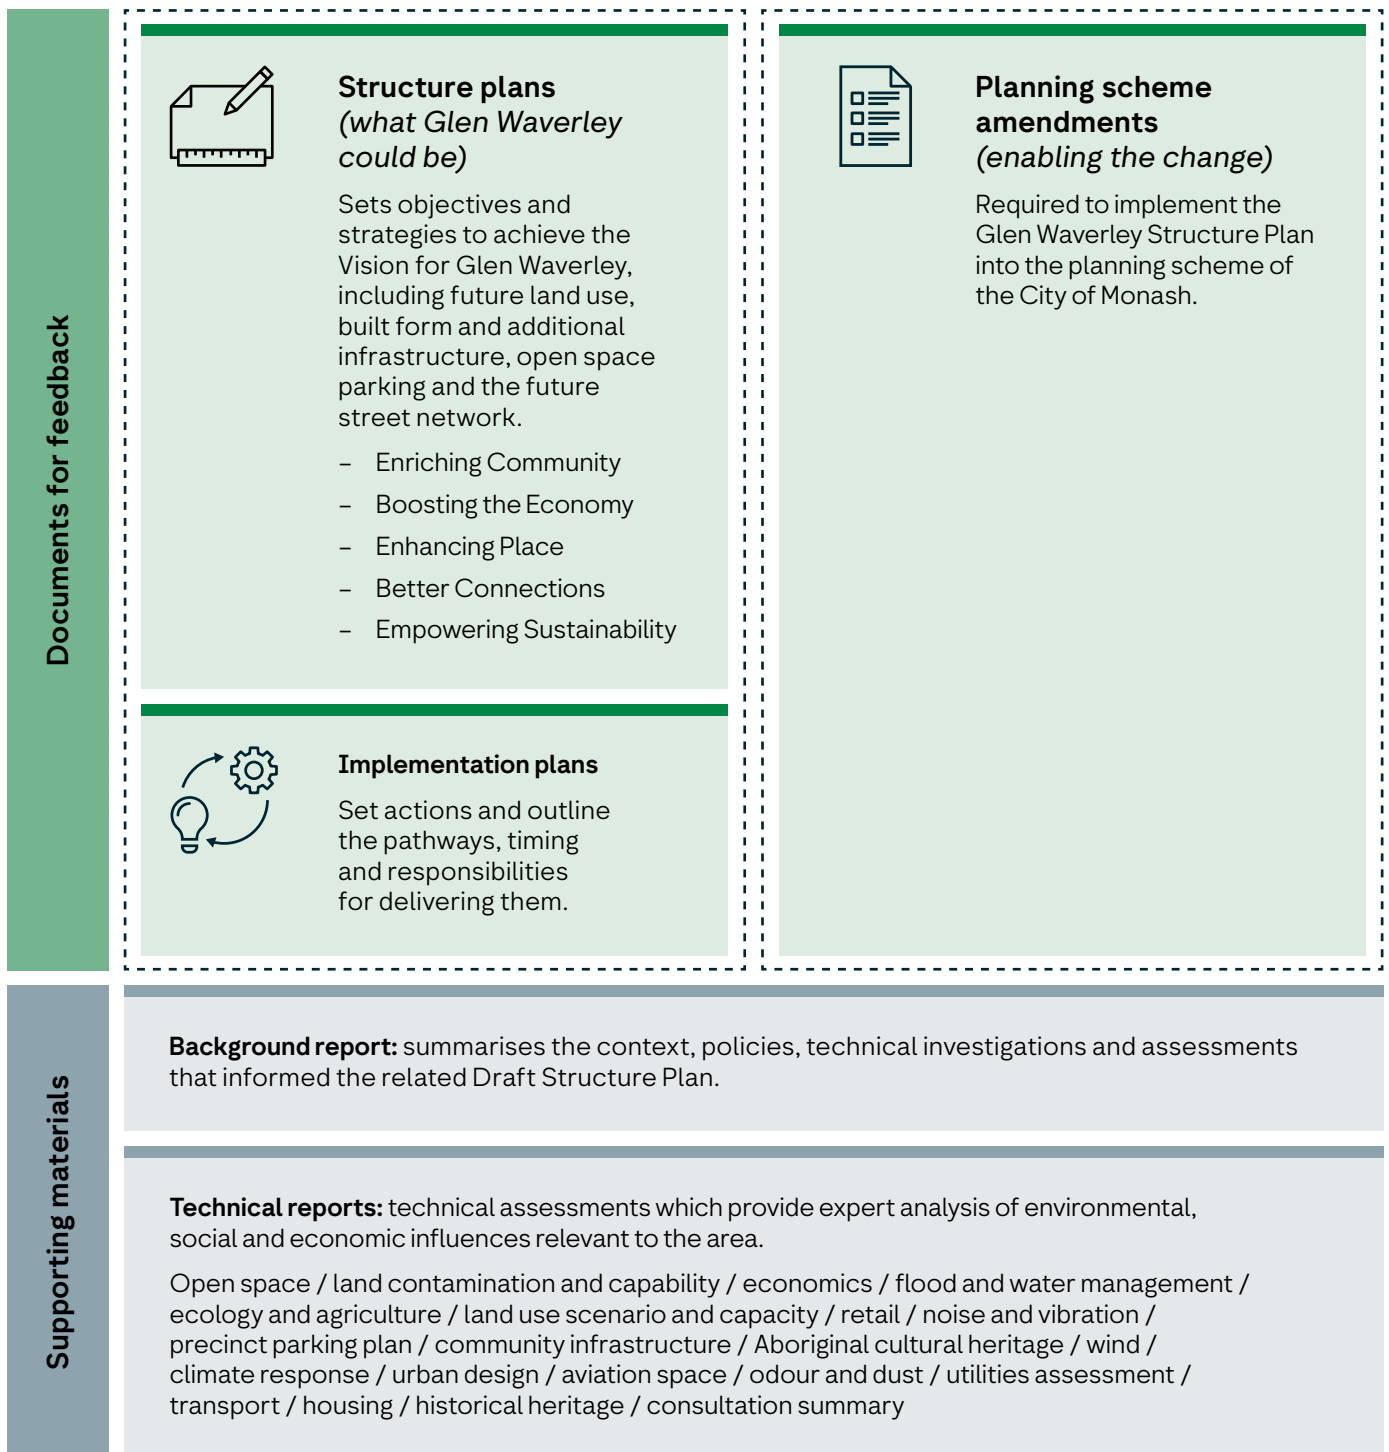 Documents for feedback
Structure plans
(what Glen Waverley
could be)
Sets objectives and
strategies to achieve the
Vision for Glen Waverley,
including future land use,
built form and additional
infrastructure, open space
parking and the future
street network.
– Enriching Community
– Boosting the Economy
– Enhancing Place
– Better Connections
– Empowering Sustainability
Implementation plans
Set actions and outline
the pathways, timing
and responsibilities
for delivering them.
Planning scheme
amendments
(enabling the change)
Required to implement the
Glen Waverley Structure Plan
into the planning scheme of
the City of Monash.
Supporting materials
Background report: summarises the context, policies, technical investigations and assessments
that informed the related Draft Structure Plan.
Technical reports: technical assessments which provide expert analysis of environmental,
social and economic influences relevant to the area.
Open space / land contamination and capability / economics / flood and water management /
ecology and agriculture / land use scenario and capacity / retail / noise and vibration /
precinct parking plan / community infrastructure / Aboriginal cultural heritage / wind /
climate response / urban design / aviation space / odour and dust / utilities assessment /
transport / housing / historical heritage / consultation summary